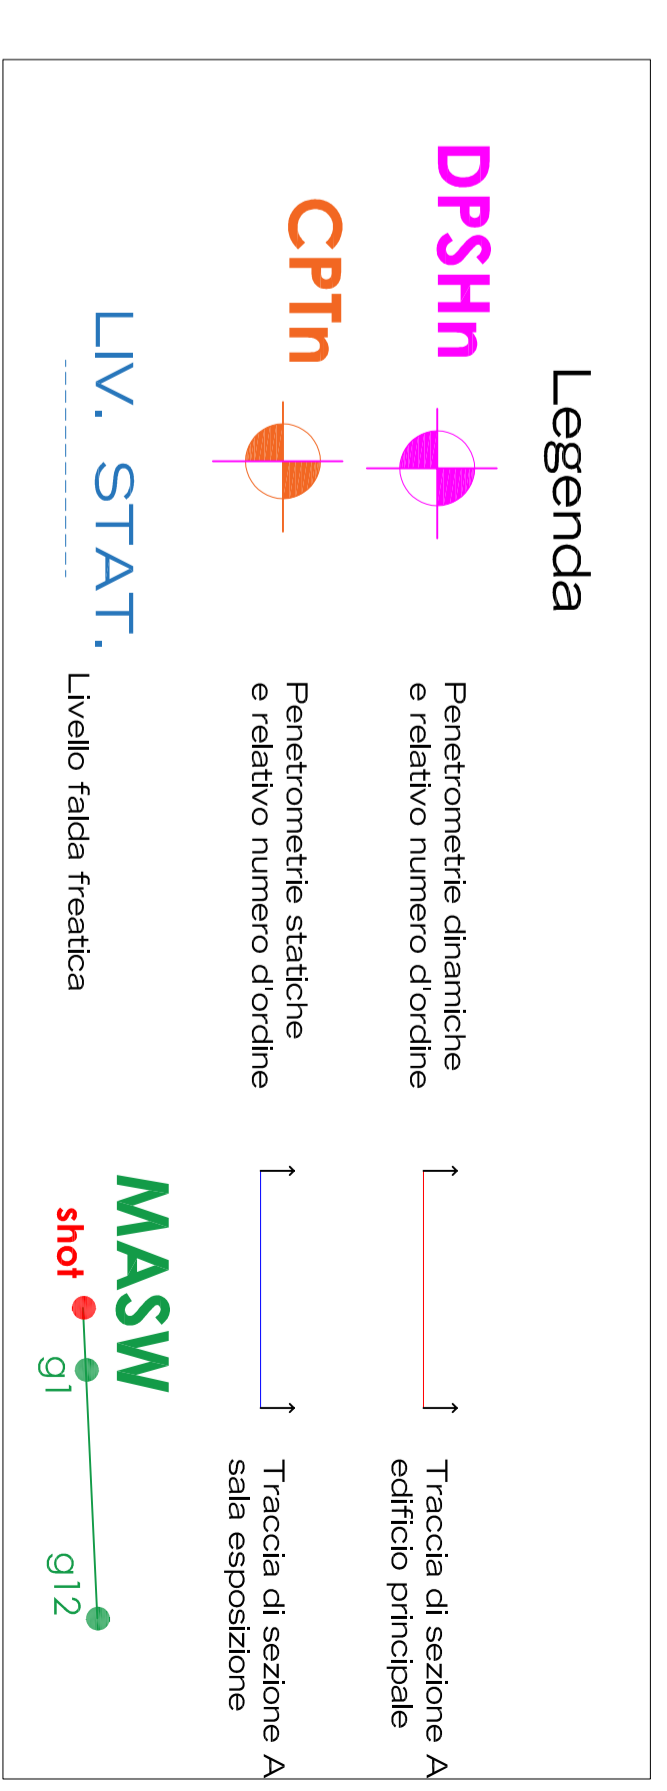 Legenda
DPSHn
Penetrometrie dinamiche
e relativo numero d'ordine
Traccia di sezione A
edificio principale
CPTn
Penetrometrie statiche
e relativo numero d'ordine
Traccia di sezione A
sala esposizione
LIV. STAT.
Livello falda freatica
MASW
shot
g1
g12